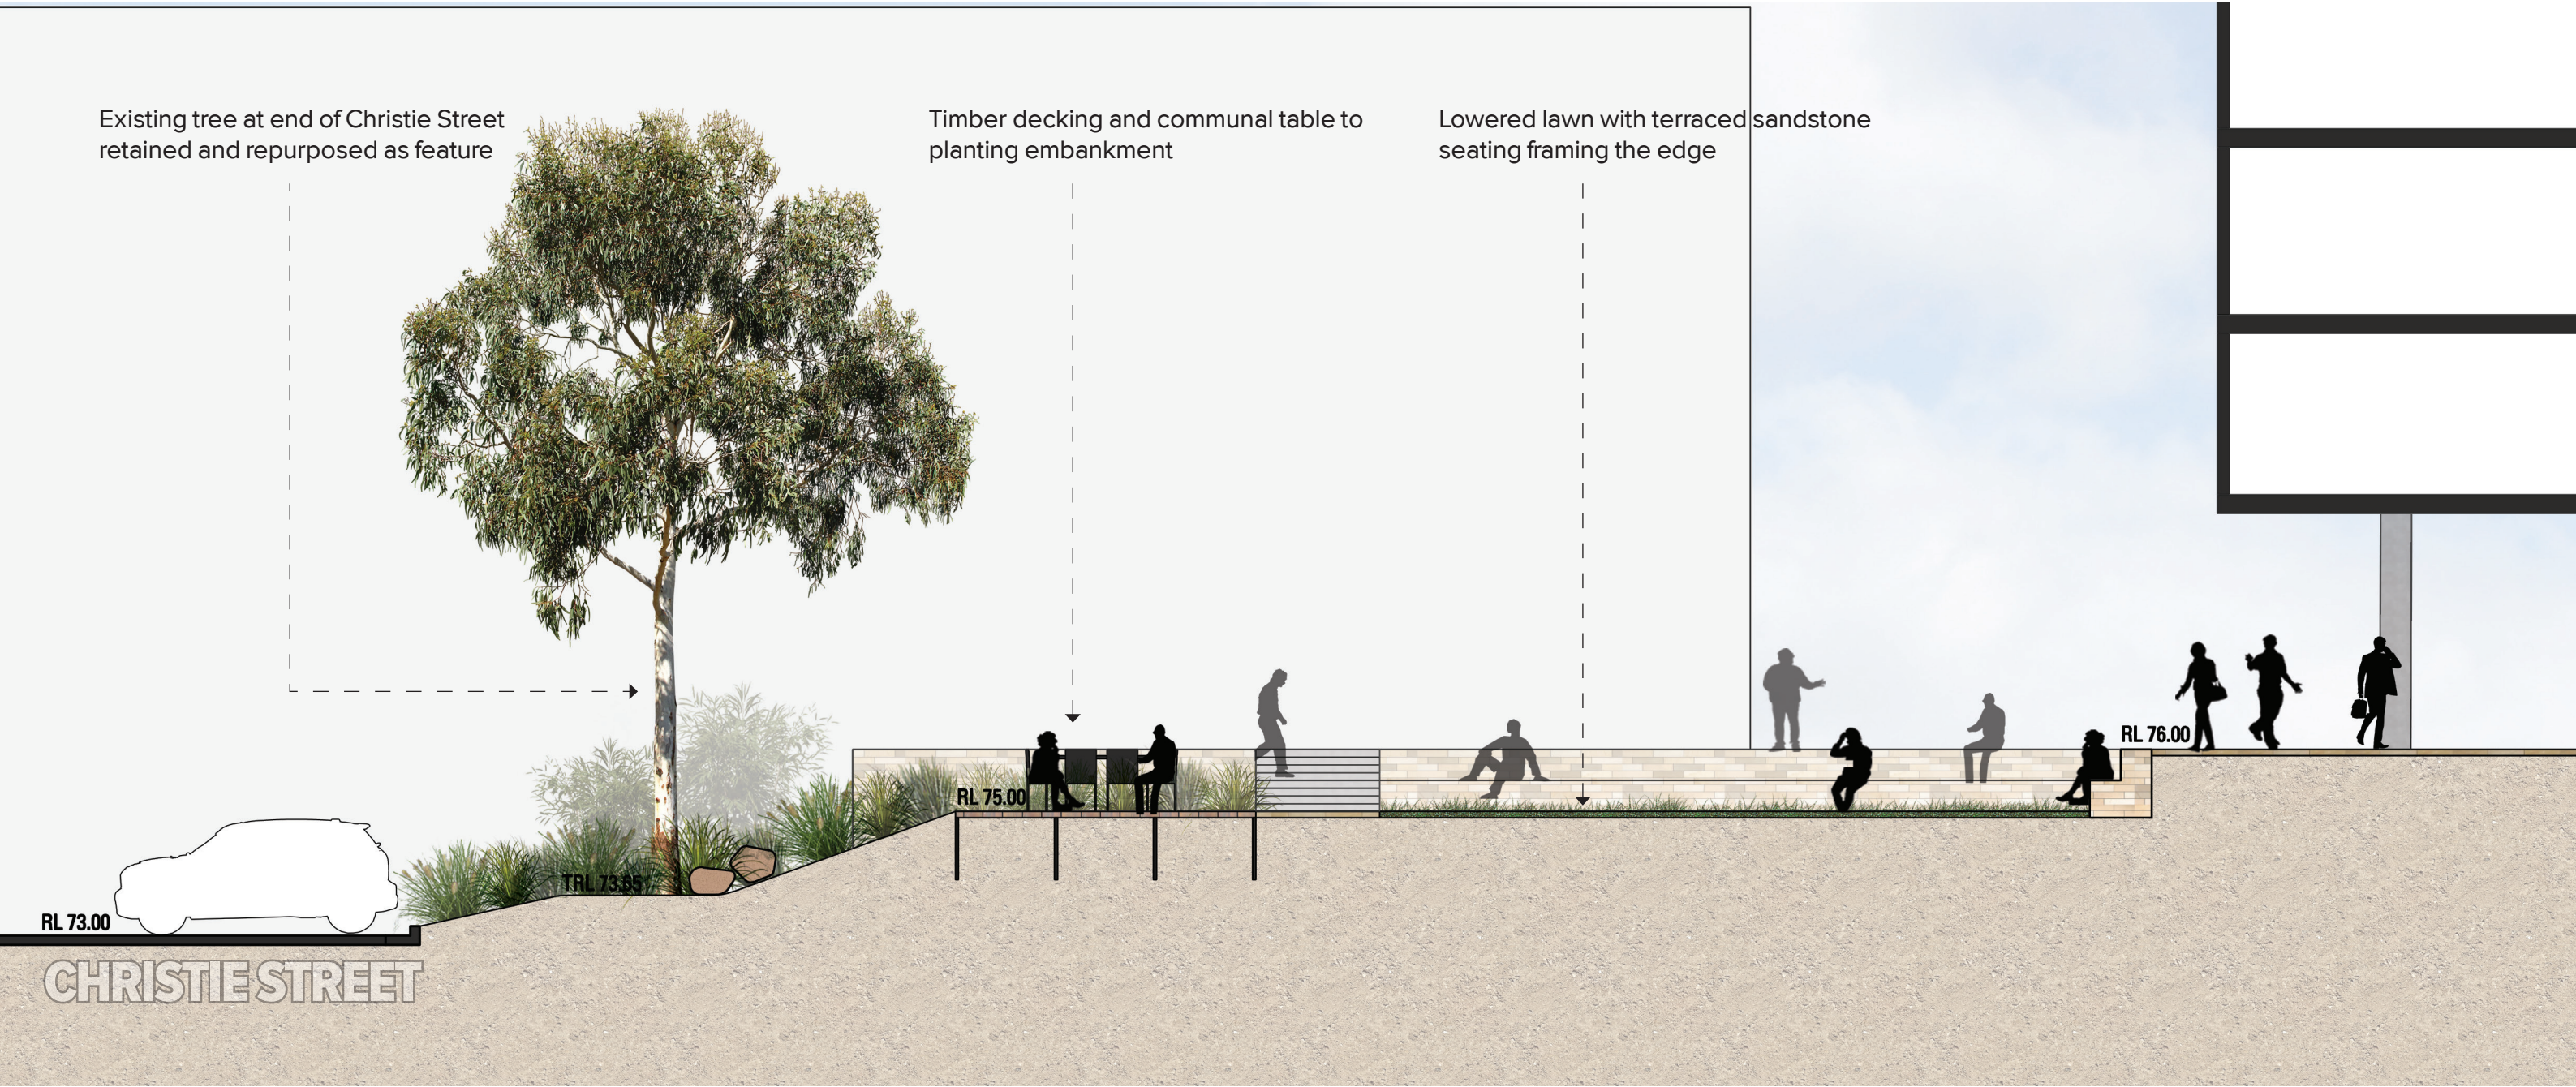 Existing tree at end of Christie Street
retained and repurposed as feature
Timber decking and communal table to
planting embankment
Lowered lawn with terraced sandstone
seating framing the edge
RL 76.00
RL 75.00
TRL 73.65
RL 73.00
CHRISTIE STREET